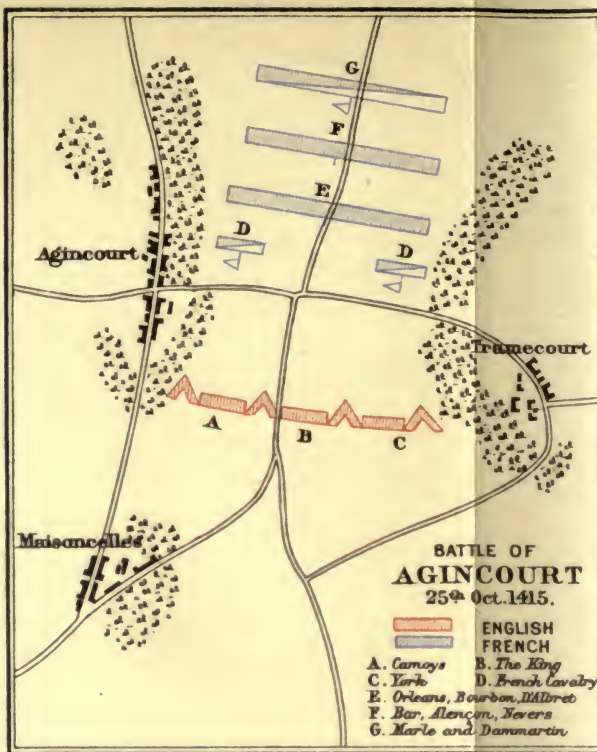 G
F
E
D
D
Agincourt
Tramecourt
A
B
C
Maisoncelles
BATTLE OF
AGINCOURT
25th Oct. 1415.
ENGLISH
FRENCH
A. Camoys B. The King
C. York D. French Cavalry
E. Orleans, Bourbon, D'Albret
F. Bar, Alençon, Nevers
G. Marle and Dammartin